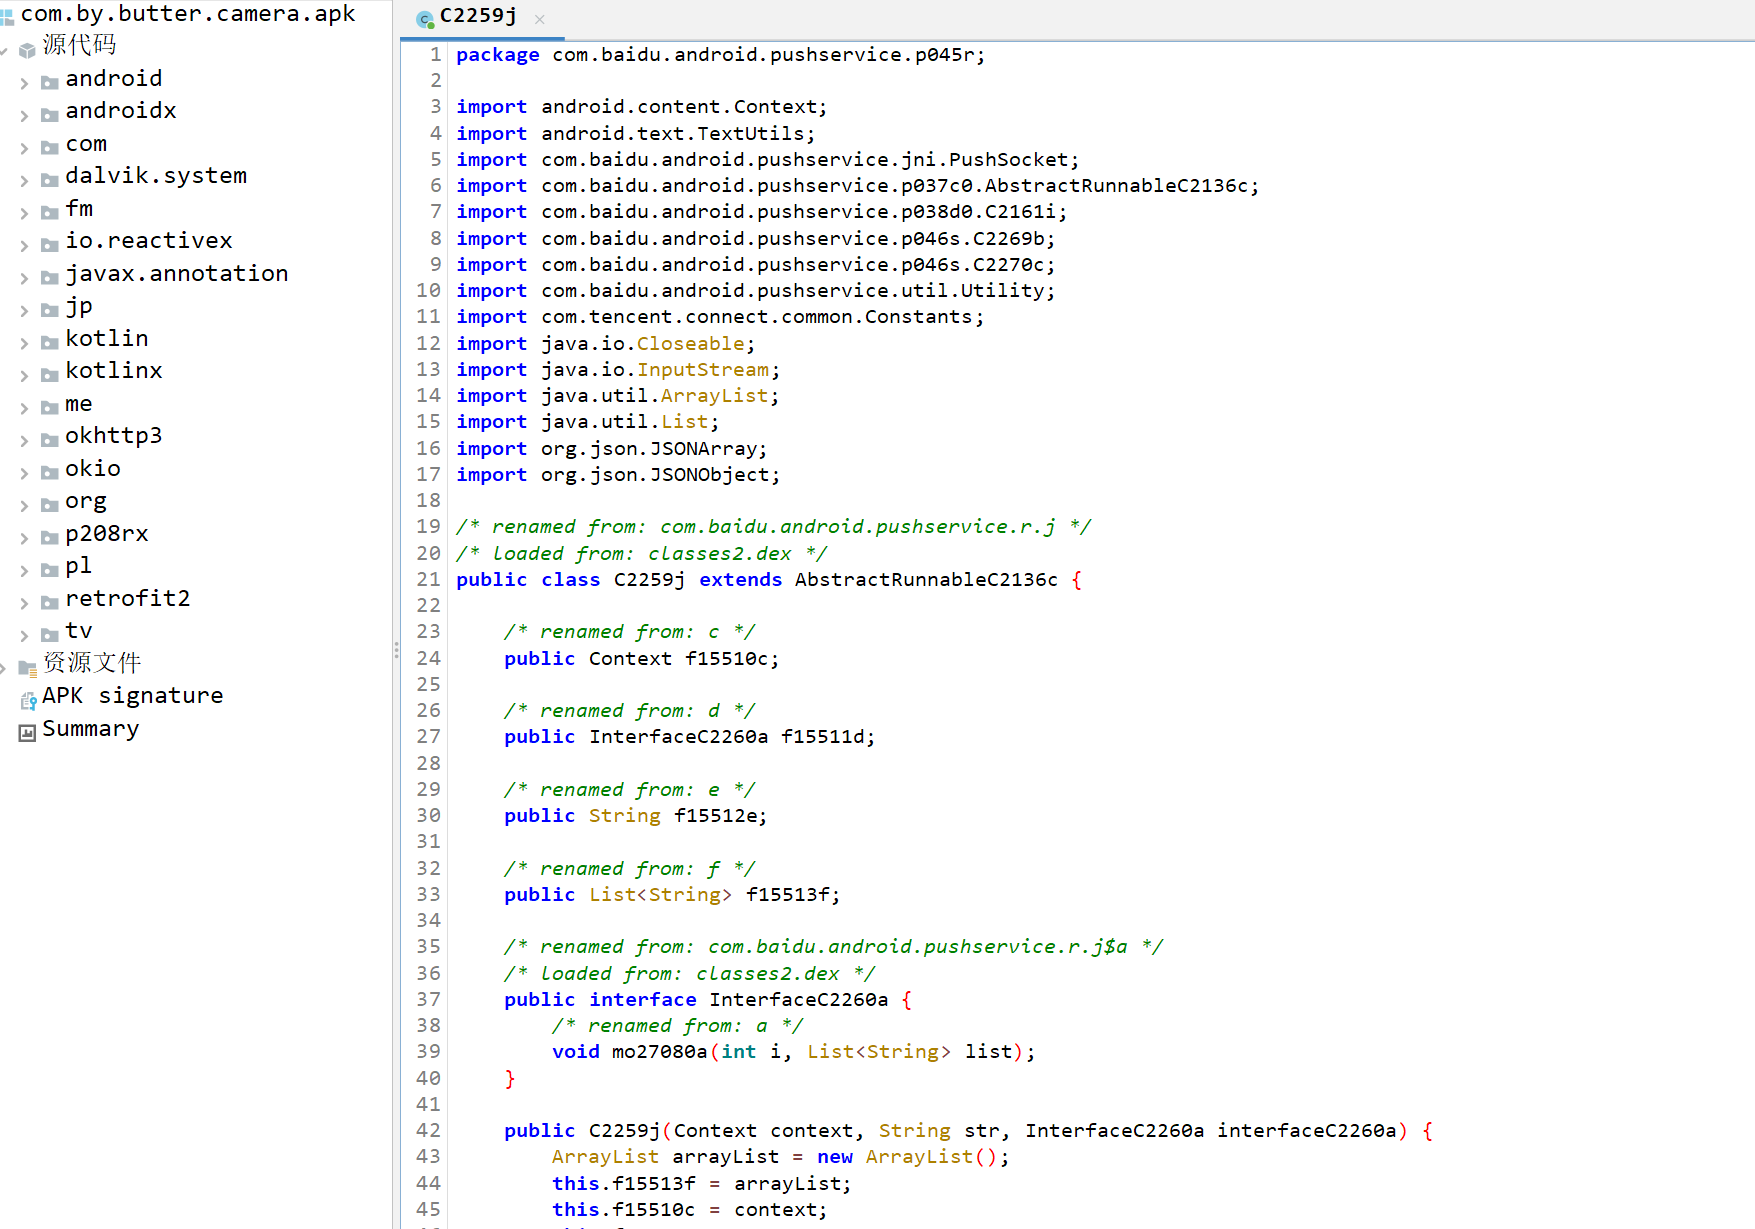 com.by.butter.camera.apk
源代码
android
androidx
com
dalvik.system
fm
io.reactivex
javax.annotation
jp
kotlin
kotlinx
me
okhttp3
okio
org
p208rx
pl
retrofit2
tv
资源文件
APK signature
Summary
C2259j
1 package com.baidu.android.pushservice.p045r;
2
3 import android.content.Context;
4 import android.text.TextUtils;
5 import com.baidu.android.pushservice.jni.PushSocket;
6 import com.baidu.android.pushservice.p037c0.AbstractRunnableC2136c;
7 import com.baidu.android.pushservice.p038d0.C2161i;
8 import com.baidu.android.pushservice.p046s.C2269b;
9 import com.baidu.android.pushservice.p046s.C2270c;
10 import com.baidu.android.pushservice.util.Utility;
11 import com.tencent.connect.common.Constants;
12 import java.io.Closeable;
13 import java.io.InputStream;
14 import java.util.ArrayList;
15 import java.util.List;
16 import org.json.JSONArray;
17 import org.json.JSONObject;
18
19 /* renamed from: com.baidu.android.pushservice.r.j */
20 /* loaded from: classes2.dex */
21 public class C2259j extends AbstractRunnableC2136c {
22
23 /* renamed from: c */
24 public Context f15510c;
25
26 /* renamed from: d */
27 public InterfaceC2260a f15511d;
28
29 /* renamed from: e */
30 public String f15512e;
31
32 /* renamed from: f */
33 public List<String> f15513f;
34
35 /* renamed from: com.baidu.android.pushservice.r.j$a */
36 /* loaded from: classes2.dex */
37 public interface InterfaceC2260a {
38 /* renamed from: a */
39 void mo27080a(int i, List<String> list);
40 }
41
42 public C2259j(Context context, String str, InterfaceC2260a interfaceC2260a) {
43 ArrayList arrayList = new ArrayList();
44 this.f15513f = arrayList;
45 this.f15510c = context;